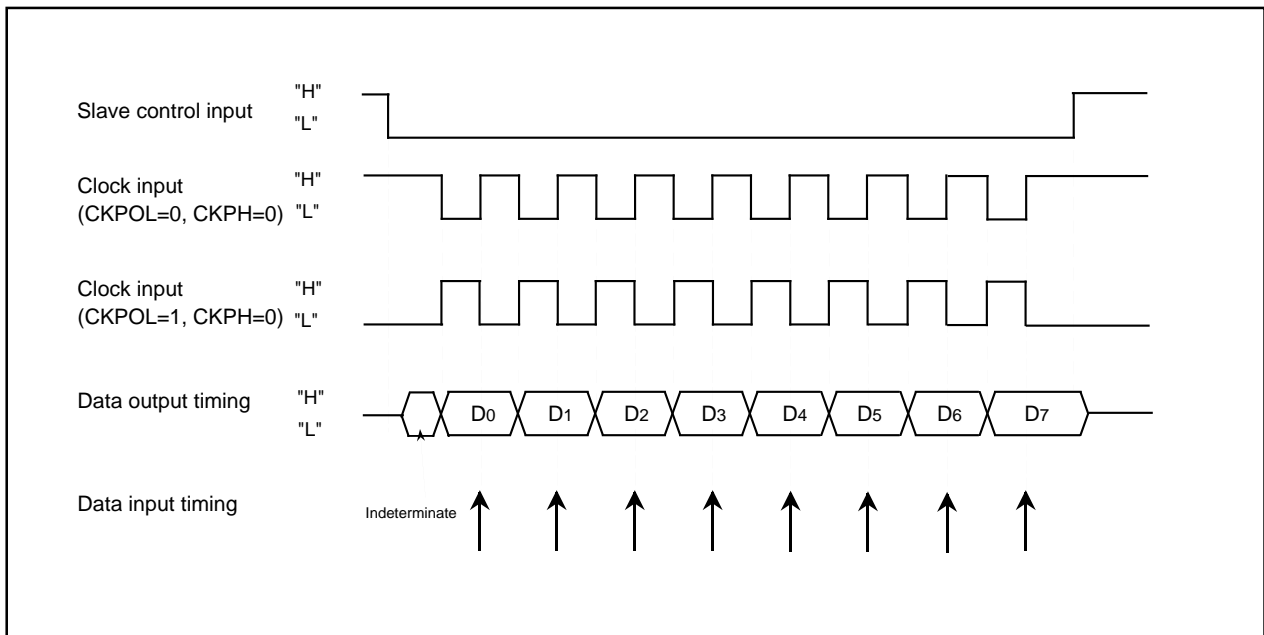 Slave control input "H"
"L"
Clock input "H"
(CKPOL=0, CKPH=0) "L"
Clock input "H"
(CKPOL=1, CKPH=0) "L"
Data output timing "H"
"L"
D0 D1 D2 D3 D4 D5 D6 D7
Data input timing
Indeterminate